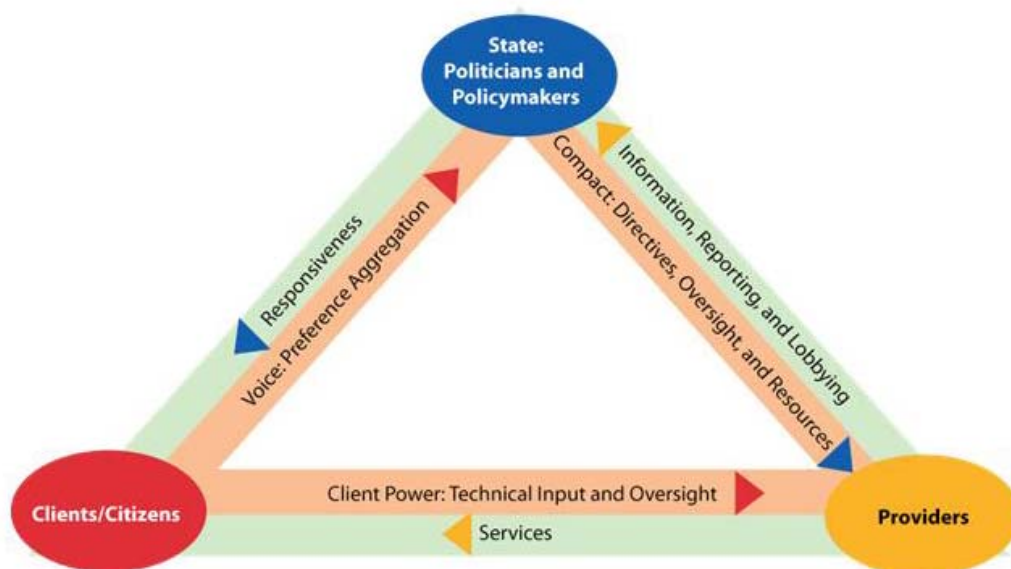 State:
Politicians and
Policymakers
Responsiveness
Voice: Preference Aggregation
Compact: Directives, Oversight, and Resources
Information, Reporting, and Lobbying
Client Power: Technical Input and Oversight
Services
Clients/Citizens
Providers